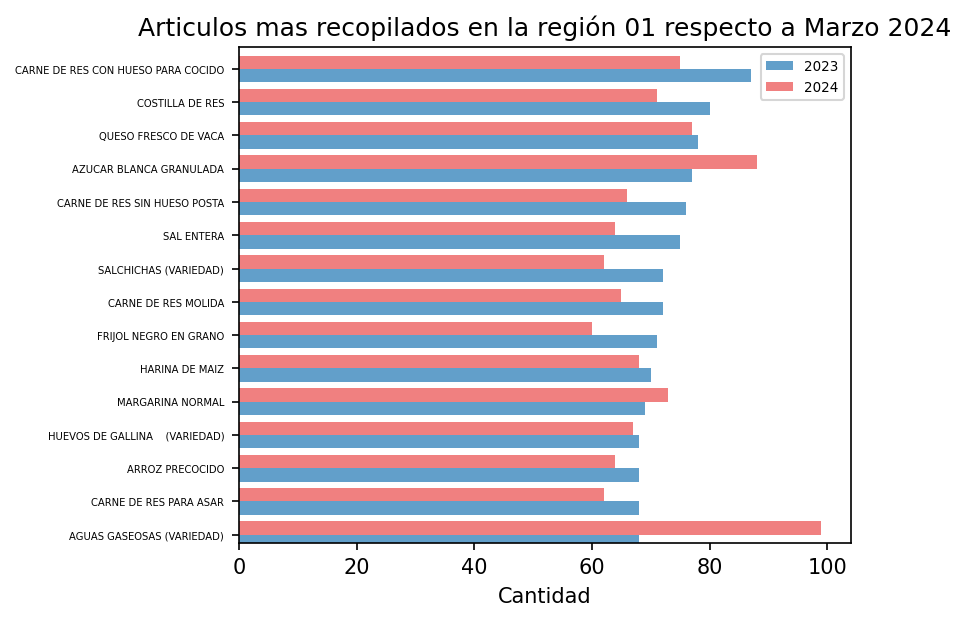 Articulos mas recopilados en la región 01 respecto a Marzo 2024
2023
2024
CARNE DE RES CON HUESO PARA COCIDO
COSTILLA DE RES
QUESO FRESCO DE VACA
AZUCAR BLANCA GRANULADA
CARNE DE RES SIN HUESO POSTA
SAL ENTERA
SALCHICHAS (VARIEDAD)
CARNE DE RES MOLIDA
FRIJOL NEGRO EN GRANO
HARINA DE MAIZ
MARGARINA NORMAL
HUEVOS DE GALLINA    (VARIEDAD)
ARROZ PRECOCIDO
CARNE DE RES PARA ASAR
AGUAS GASEOSAS (VARIEDAD)
0 20 40 60 80 100
Cantidad